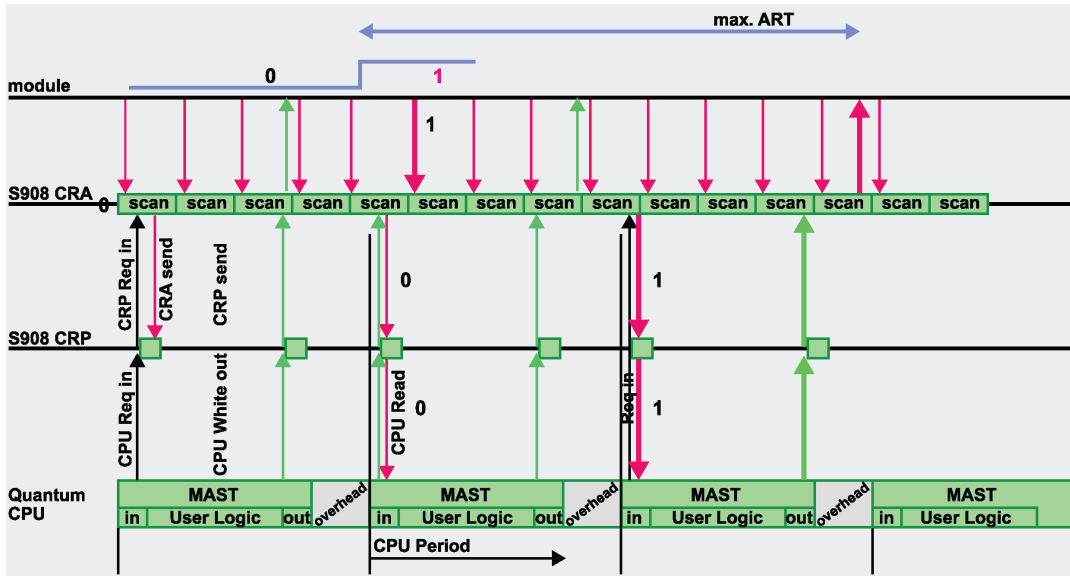 max. ART
0 1
module
1
S908 CRA
0 scan scan scan scan scan scan scan scan scan scan scan scan scan scan scan
CRP Req in
CRA send
CRP send
0 1
S908 CRP
CPU Req in
CPU White out
CPU Read
0
Req in
1
Quantum
CPU
MAST overhead MAST overhead MAST overhead MAST
in User Logic out in User Logic out in User Logic out in User Logic
CPU Period